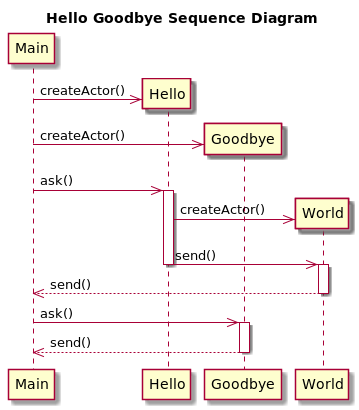 Hello Goodbye Sequence Diagram
Main
createActor()
Hello
createActor()
Goodbye
ask()
createActor()
World
send()
send()
ask()
send()
Main Hello Goodbye World